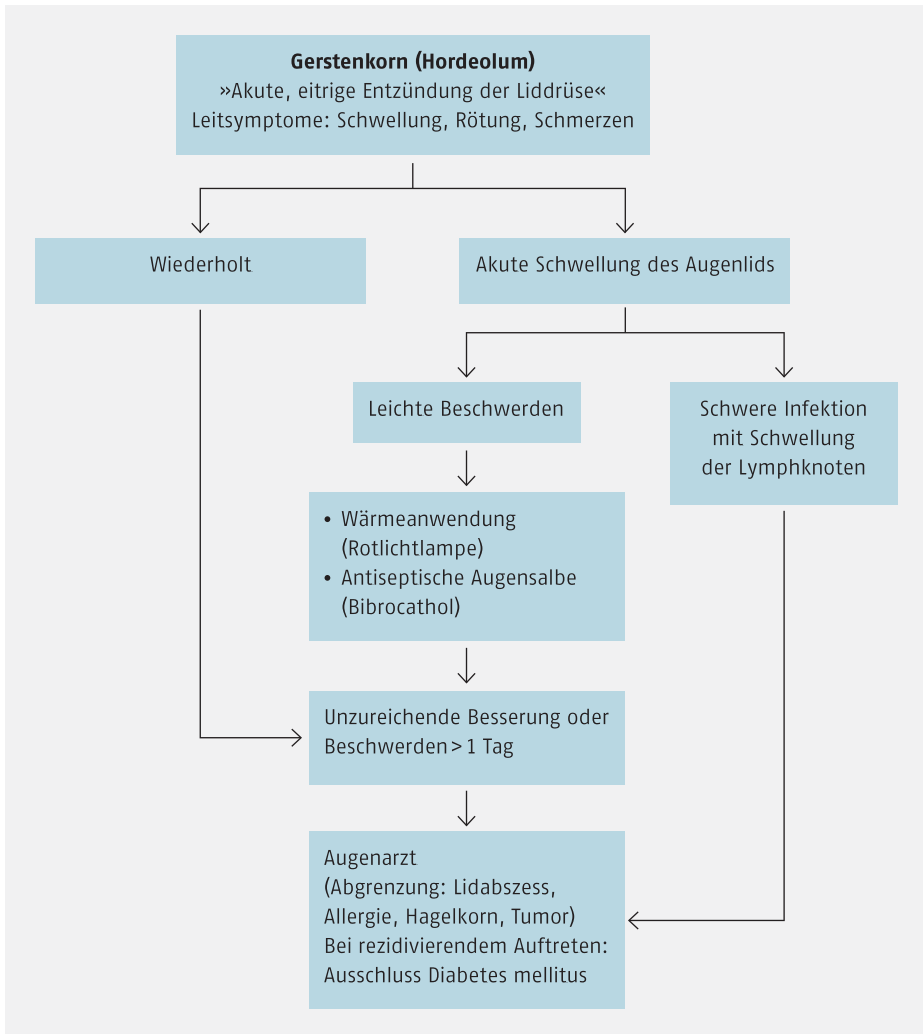 Gerstenkorn (Hordeolum)
»Akute, eitrige Entzündung der Liddrüse«
Leitsymptome: Schwellung, Rötung, Schmerzen
Wiederholt
Akute Schwellung des Augenlids
Leichte Beschwerden
Schwere Infektion
mit Schwellung
der Lymphknoten
• Wärmeanwendung
(Rotlichtlampe)
• Antiseptische Augensalbe
(Bibrocathol)
Unzureichende Besserung oder
Beschwerden > 1 Tag
Augenarzt
(Abgrenzung: Lidabszess,
Allergie, Hagelkorn, Tumor)
Bei rezidivierendem Auftreten:
Ausschluss Diabetes mellitus